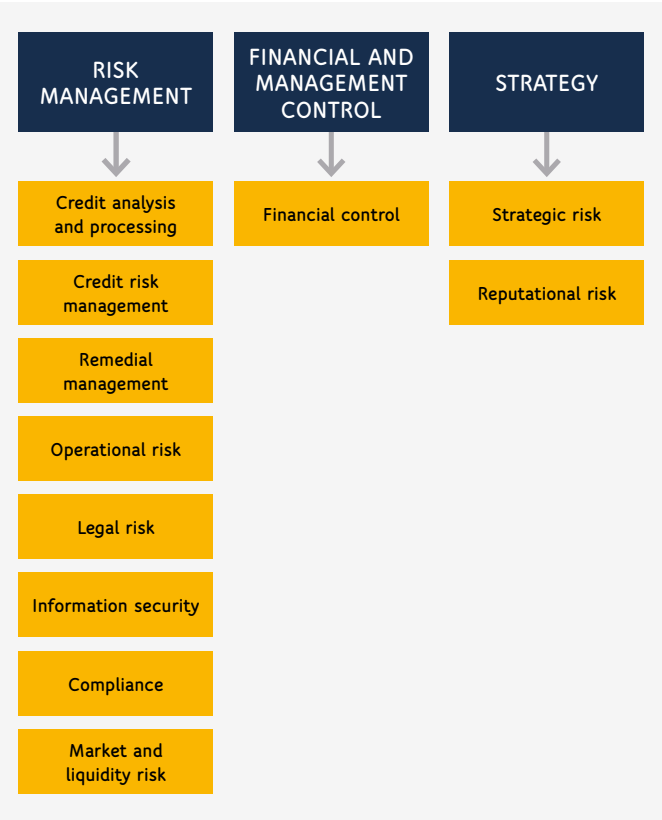 RISK
MANAGEMENT
FINANCIAL AND
MANAGEMENT
CONTROL
STRATEGY
Credit analysis
and processing
Credit risk
management
Remedial
management
Operational risk
Legal risk
Information security
Compliance
Market and
liquidity risk
Financial control
Strategic risk
Reputational risk